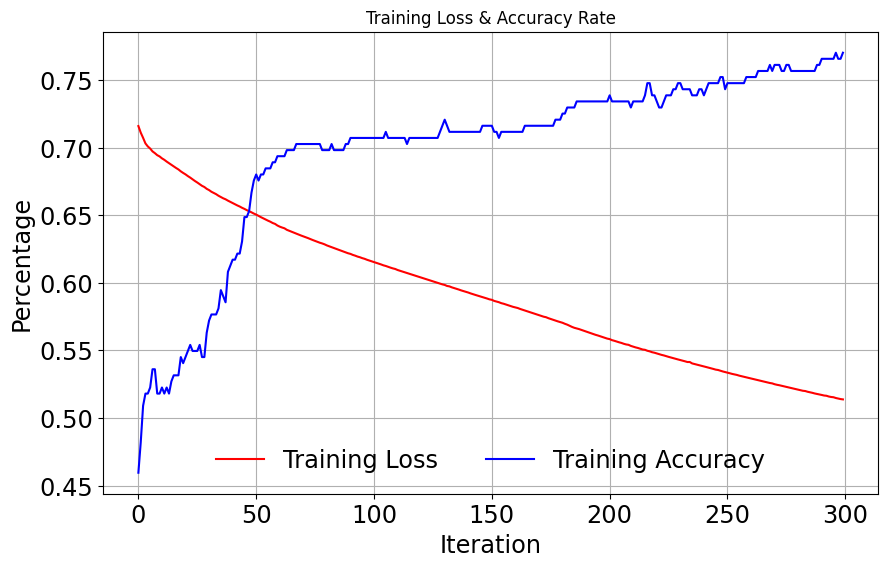 Training Loss & Accuracy Rate
0.75
0.70
0.65
0.60
0.55
0.50
0.45
Percentage
Training Loss
Training Accuracy
0 50 100 150 200 250 300
Iteration